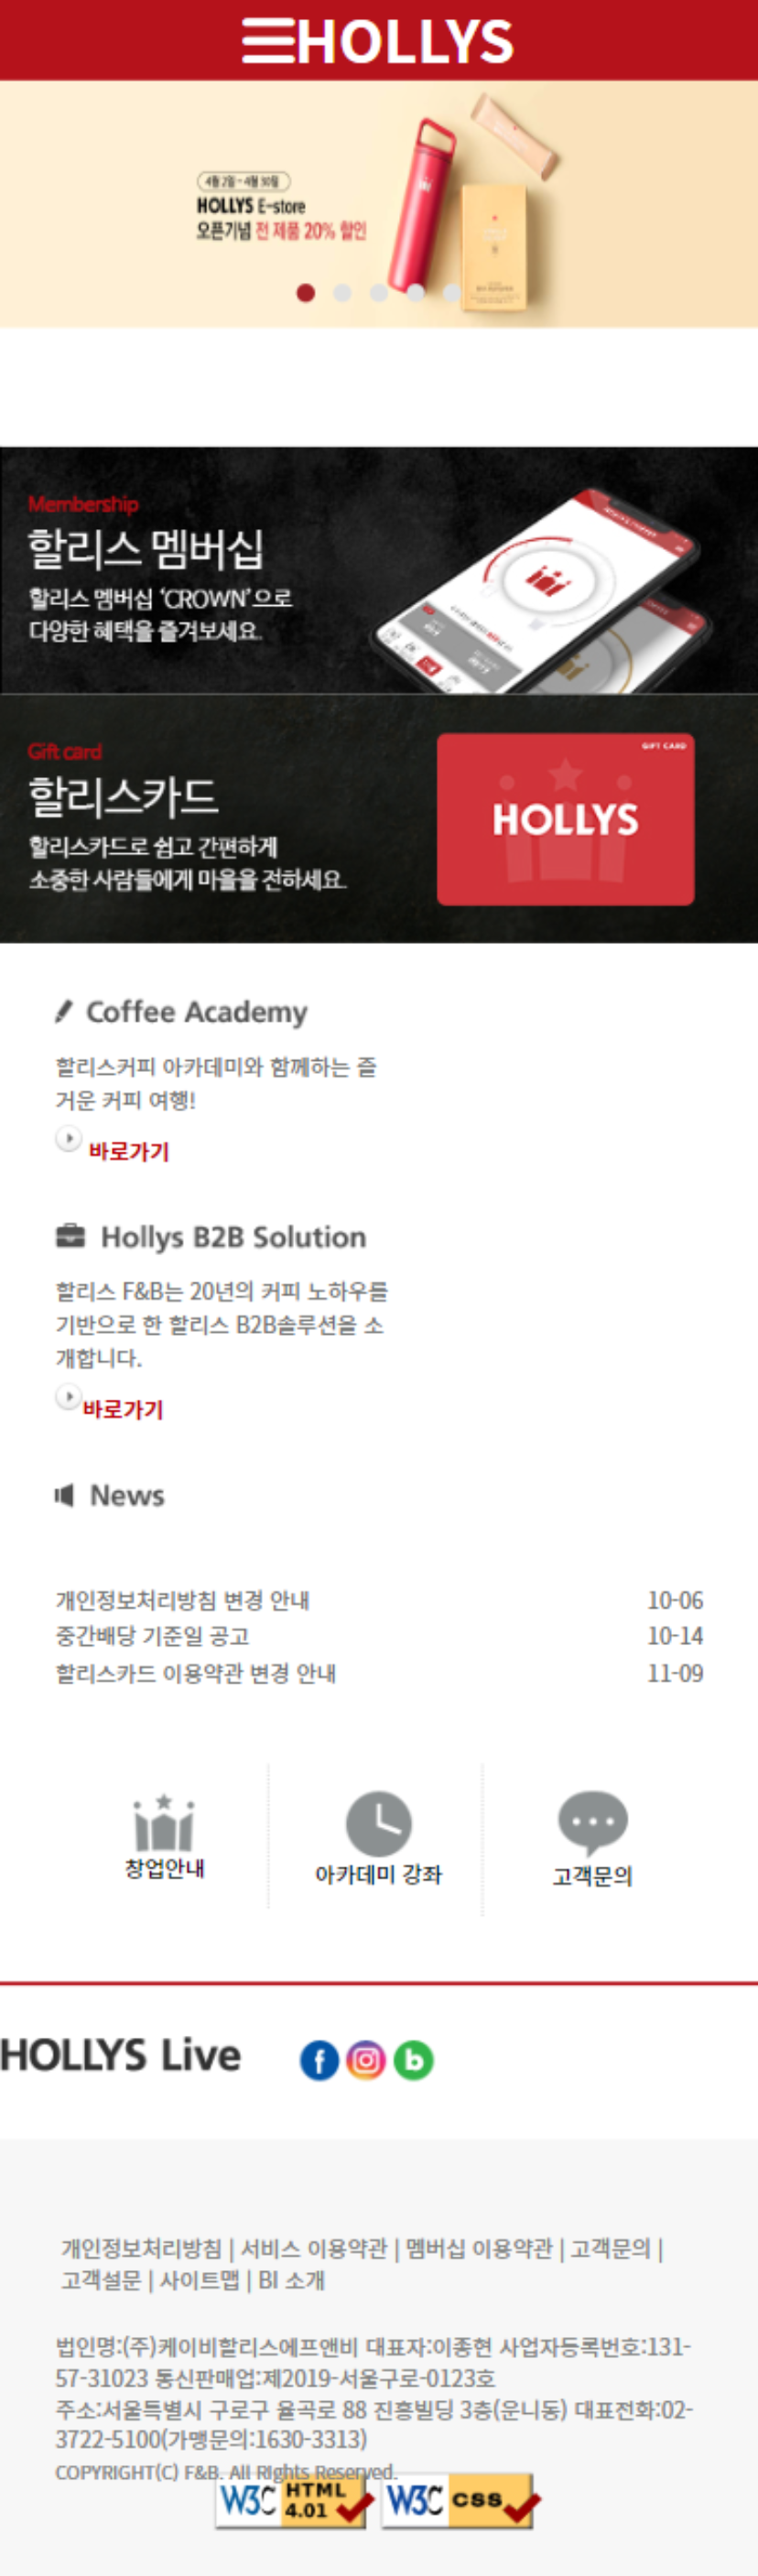 HOLLYS
4월 2일~4월 30일
HOLLYS E-store
오픈기념 전 제품 20% 할인
Membership
할리스 멤버십
할리스 멤버십 ‘CROWN’으로
다양한 혜택을 즐겨보세요.
Gift card
할리스카드
할리스카드로 쉽고 간편하게
소중한 사람들에게 마을을 전하세요.
GIFT CARD
HOLLYS
Coffee Academy
할리스커피 아카데미와 함께하는 즐
거운 커피 여행!
바로가기
Hollys B2B Solution
할리스 F&B는 20년의 커피 노하우를
기반으로 한 할리스 B2B솔루션을 소
개합니다.
바로가기
News
개인정보처리방침 변경 안내 10-06
중간배당 기준일 공고 10-14
할리스카드 이용약관 변경 안내 11-09
창업안내
아카데미 강좌
고객문의
HOLLYS Live
개인정보처리방침 | 서비스 이용약관 | 멤버십 이용약관 | 고객문의 |
고객설문 | 사이트맵 | BI 소개
법인명:(주)케이비할리스에프앤비 대표자:이종현 사업자등록번호:131-
57-31023 통신판매업:제2019-서울구로-0123호
주소:서울특별시 구로구 율곡로 88 진흥빌딩 3층(운니동) 대표전화:02-
3722-5100(가맹문의:1630-3313)
COPYRIGHT(C) F&B. All Rights Reserved.
W3C HTML 4.01
W3C css